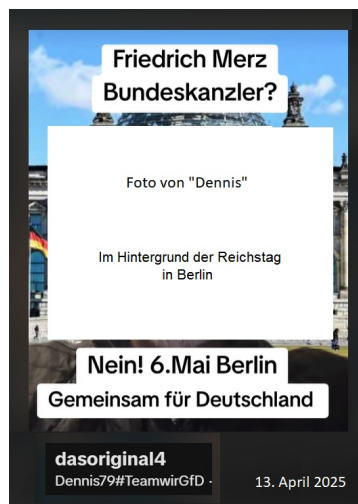 Friedrich Merz
Bundeskanzler?
Foto von "Dennis"
Im Hintergrund der Reichstag
in Berlin
Nein! 6.Mai Berlin
Gemeinsam für Deutschland
dasoriginal4
Dennis79#TeamwirGfD ·
13. April 2025